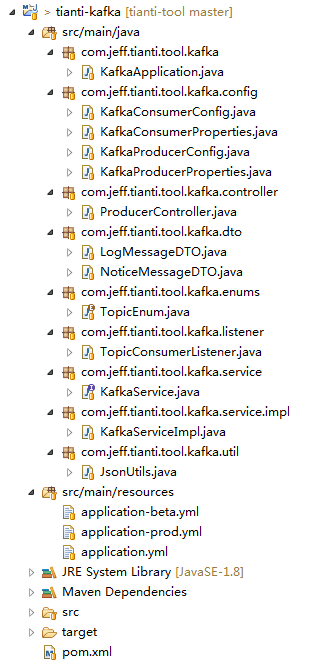 > tianti-kafka [tianti-tool master]
src/main/java
com.jeff.tianti.tool.kafka
KafkaApplication.java
com.jeff.tianti.tool.kafka.config
KafkaConsumerConfig.java
KafkaConsumerProperties.java
KafkaProducerConfig.java
KafkaProducerProperties.java
com.jeff.tianti.tool.kafka.controller
ProducerController.java
com.jeff.tianti.tool.kafka.dto
LogMessageDTO.java
NoticeMessageDTO.java
com.jeff.tianti.tool.kafka.enums
TopicEnum.java
com.jeff.tianti.tool.kafka.listener
TopicConsumerListener.java
com.jeff.tianti.tool.kafka.service
KafkaService.java
com.jeff.tianti.tool.kafka.service.impl
KafkaServiceImpl.java
com.jeff.tianti.tool.kafka.util
JsonUtils.java
src/main/resources
application-beta.yml
application-prod.yml
application.yml
JRE System Library [JavaSE-1.8]
Maven Dependencies
src
target
pom.xml